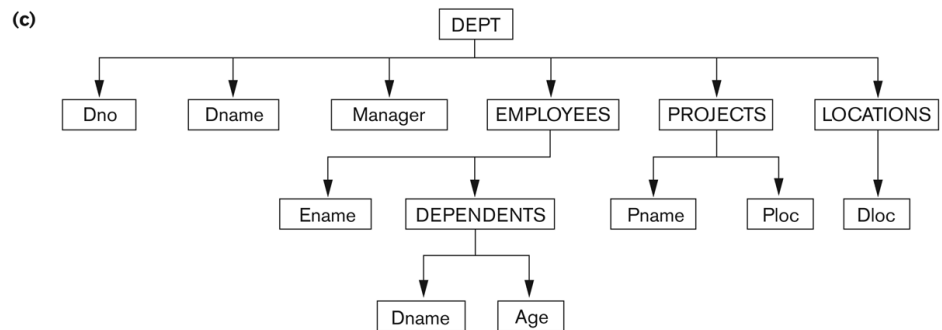 (c)
DEPT
Dno Dname Manager EMPLOYEES PROJECTS LOCATIONS
Ename DEPENDENTS Pname Ploc Dloc
Dname Age